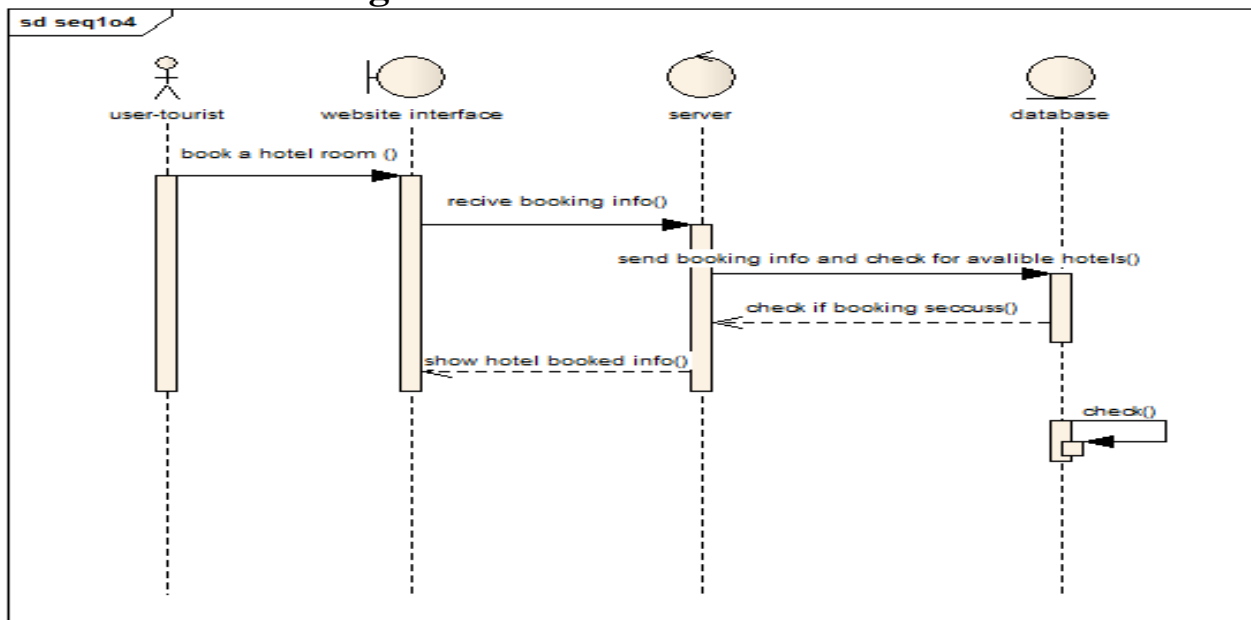 sd seq1o4
user-tourist
website interface
server
database
book a hotel room ()
recive booking info()
send booking info and check for avalible hotels()
check if booking seccuss()
show hotel booked info()
check()